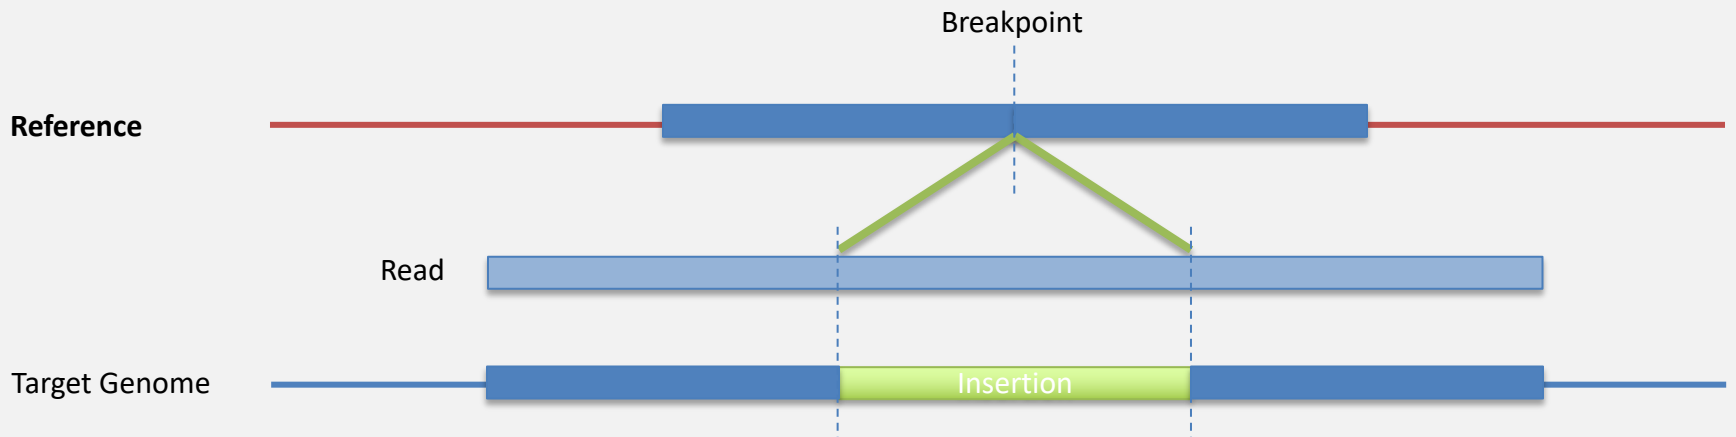 Breakpoint
Reference
Read
Target Genome
Insertion